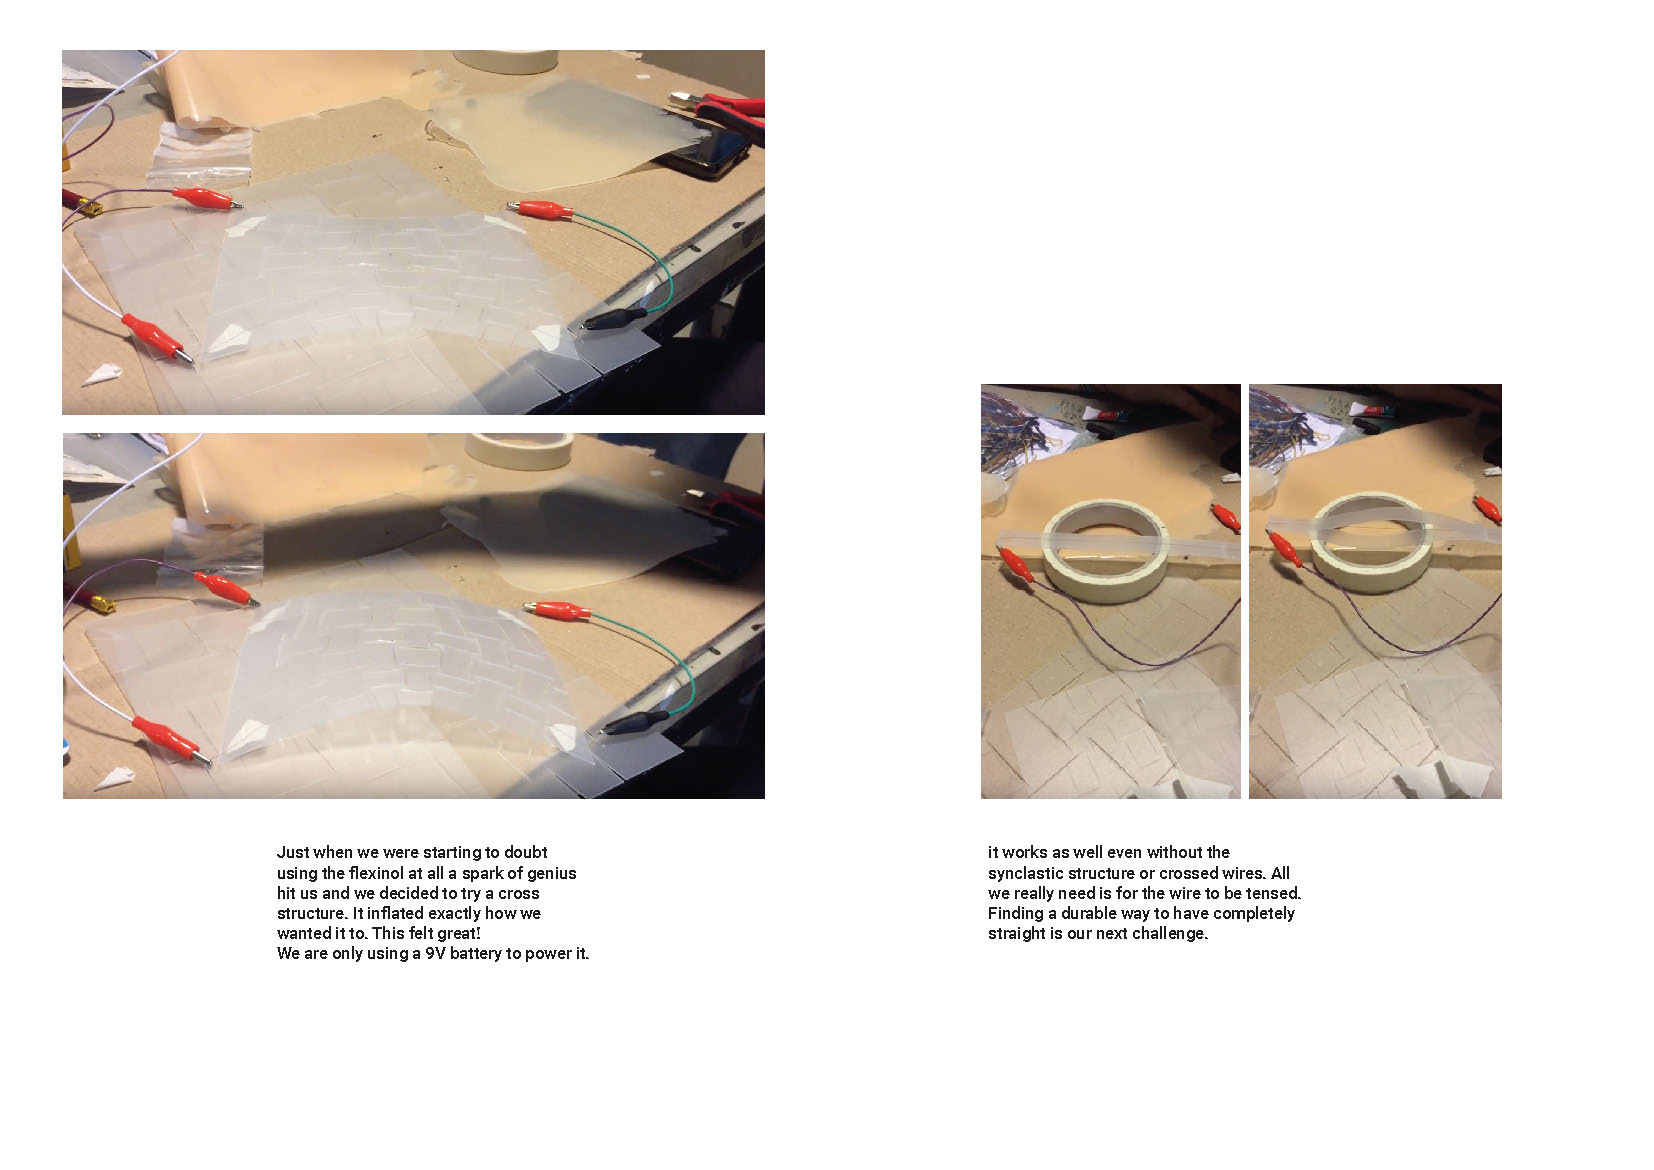 Just when we were starting to doubt
using the flexinol at all a spark of genius
hit us and we decided to try a cross
structure. It inflated exactly how we
wanted it to. This felt great!
We are only using a 9V battery to power it.
it works as well even without the
synclastic structure or crossed wires. All
we really need is for the wire to be tensed.
Finding a durable way to have completely
straight is our next challenge.